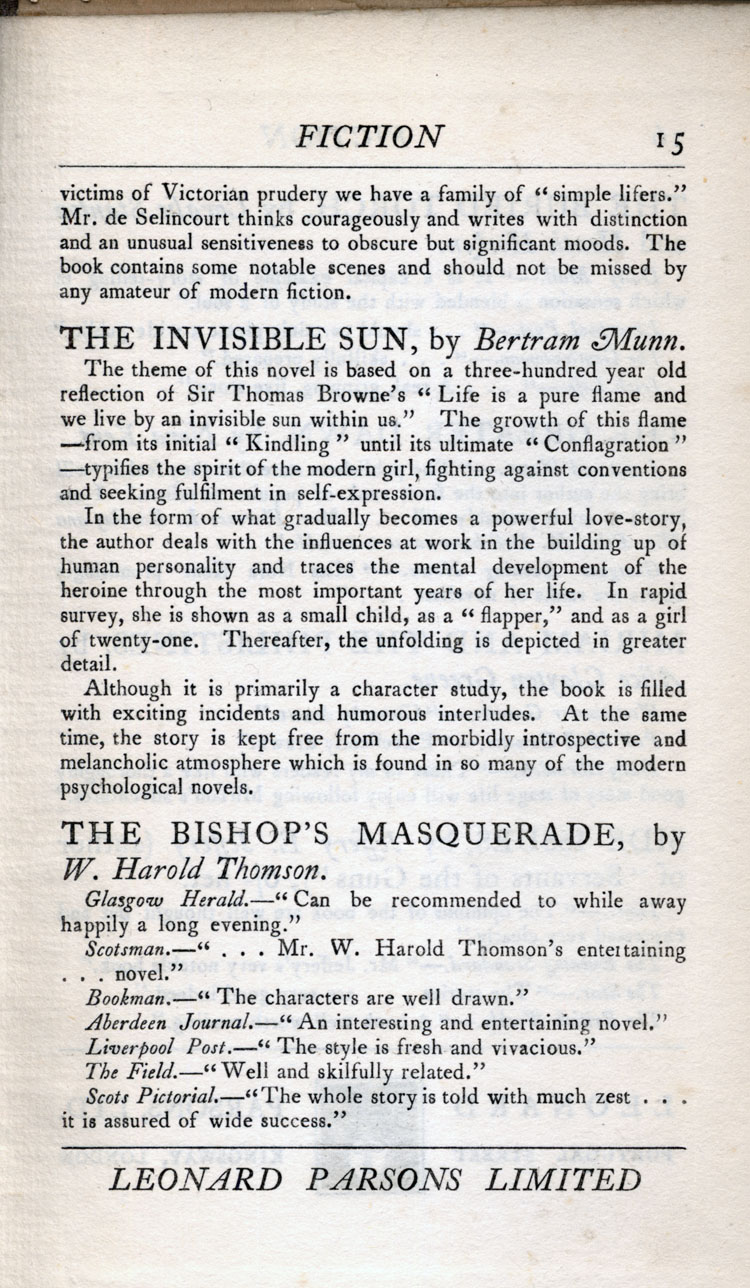 FICTION 15
victims of Victorian prudery we have a family of “ simple lifers.”
Mr. de Selincourt thinks courageously and writes with distinction
and an unusual sensitiveness to obscure but significant moods. The
book contains some notable scenes and should not be missed by
any amateur of modern fiction.
THE INVISIBLE SUN, by Bertram Munn.
The theme of this novel is based on a three-hundred year old
reflection of Sir Thomas Browne’s “ Life is a pure flame and
we live by an invisible sun within us.” The growth of this flame
—from its initial “ Kindling ” until its ultimate “ Conflagration ”
—typifies the spirit of the modern girl, fighting against conventions
and seeking fulfilment in self-expression.
In the form of what gradually becomes a powerful love-story,
the author deals with the influences at work in the building up of
human personality and traces the mental development of the
heroine through the most important years of her life. In rapid
survey, she is shown as a small child, as a “ flapper,” and as a girl
of twenty-one. Thereafter, the unfolding is depicted in greater
detail.
Although it is primarily a character study, the book is filled
with exciting incidents and humorous interludes. At the same
time, the story is kept free from the morbidly introspective and
melancholic atmosphere which is found in so many of the modern
psychological novels.
THE BISHOP’S MASQUERADE, by
W. Harold Thomson.
Glasgow Herald.—“ Can be recommended to while away
happily a long evening.”
Scotsman.—“ . . . Mr. W. Harold Thomson’s entertaining
. . . novel.”
Bookman.—“ The characters are well drawn.”
Aberdeen Journal.—“ An interesting and entertaining novel.”
Liverpool Post.—“ The style is fresh and vivacious.”
The Field.—“ Well and skilfully related.”
Scots Pictorial.—“ The whole story is told with much zest . . .
it is assured of wide success.”
LEONARD PARSONS LIMITED